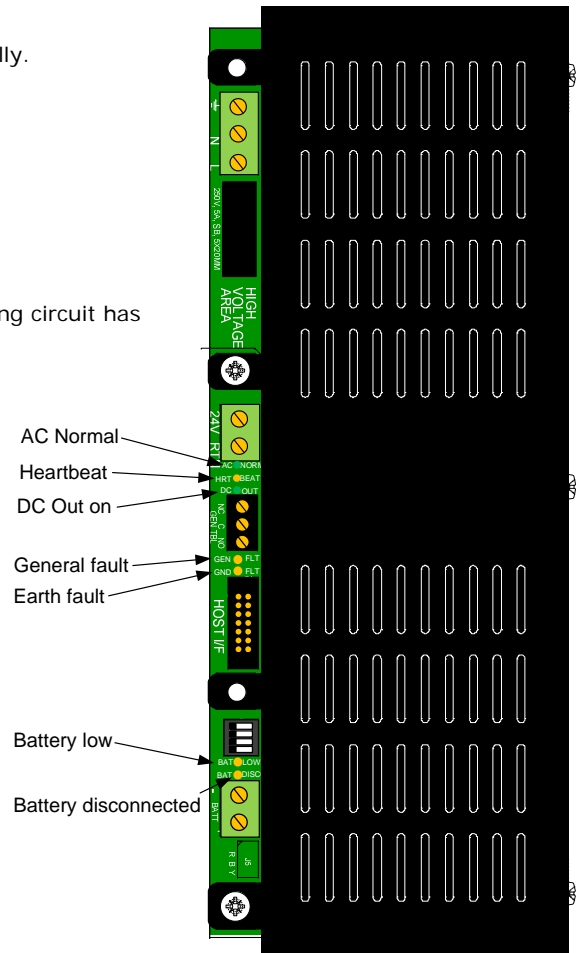 lly.
N
L
250V, 5A, SB, 5X20MM
HIGH
VOLTAGE
AREA
ng circuit has
24V RTN
AC Normal
AC NORM
Heartbeat
HRT BEAT
DC Out on
DC OUT
NC C NO
GEN TBL
General fault
GEN FLT
Earth fault
GND FLT
HOST I/F
Battery low
BAT LOW
BAT DISC
Battery disconnected
- BATT
R B Y
J5